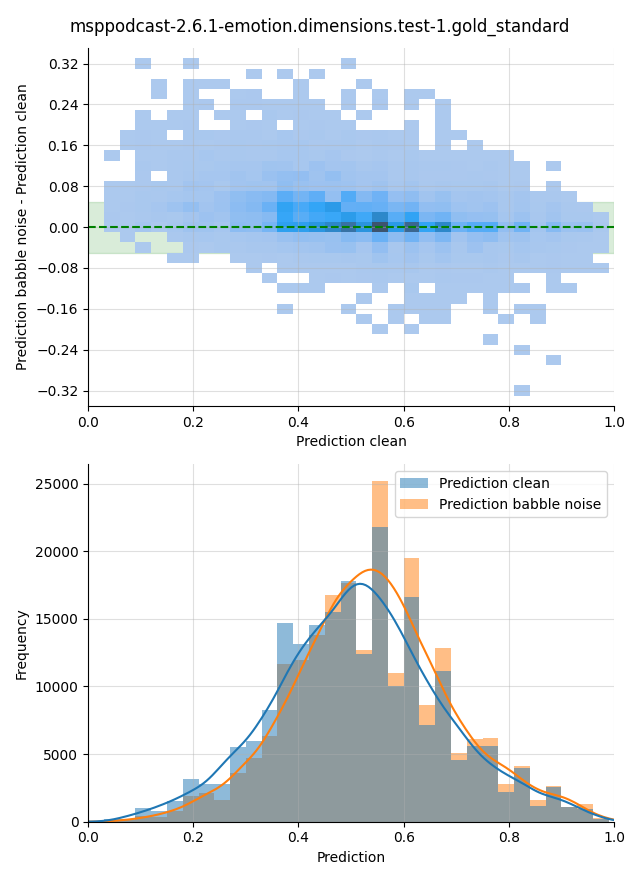 msppodcast-2.6.1-emotion.dimensions.test-1.gold_standard
0.32
0.24
0.16
0.08
0.00
−0.08
−0.16
−0.24
−0.32
Prediction babble noise - Prediction clean
0.0 0.2 0.4 0.6 0.8 1.0
Prediction clean
25000
20000
15000
10000
5000
0
Frequency
Prediction clean
Prediction babble noise
0.0 0.2 0.4 0.6 0.8 1.0
Prediction